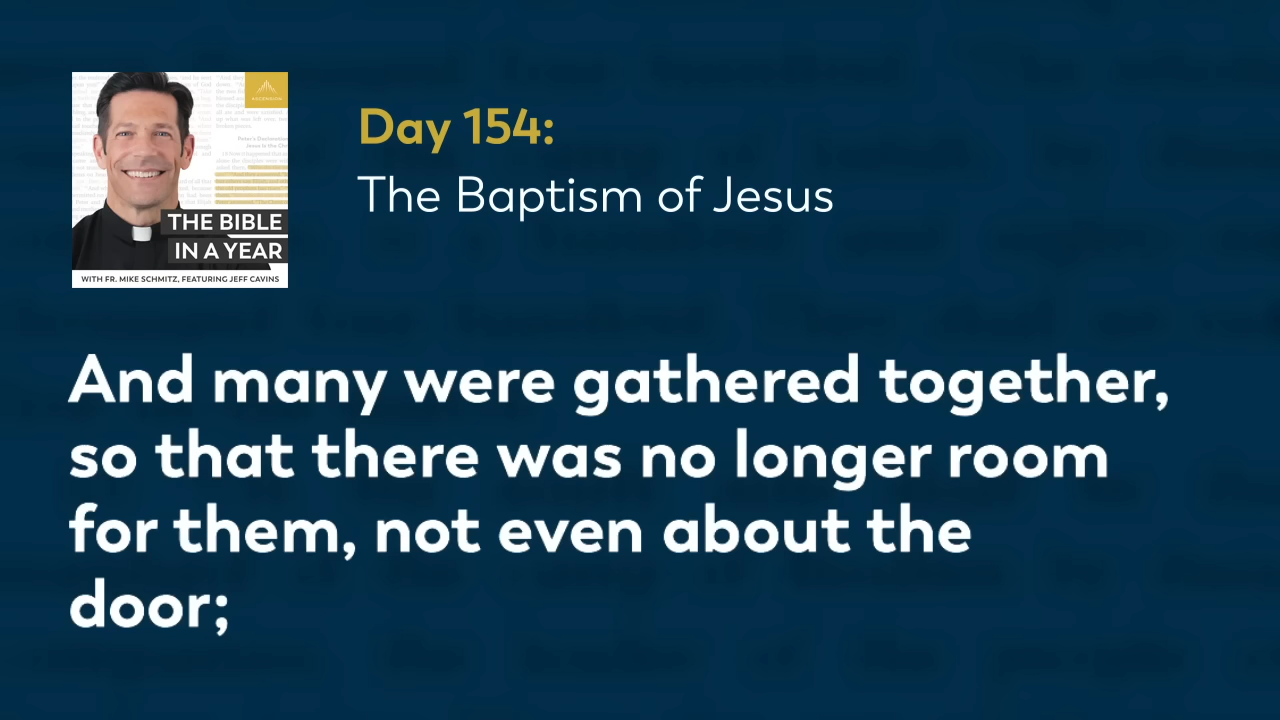 ASCENSION
THE BIBLE
IN A YEAR
WITH FR. MIKE SCHMITZ, FEATURING JEFF CAVINS
Day 154:
The Baptism of Jesus
And many were gathered together,
so that there was no longer room
for them, not even about the
door;